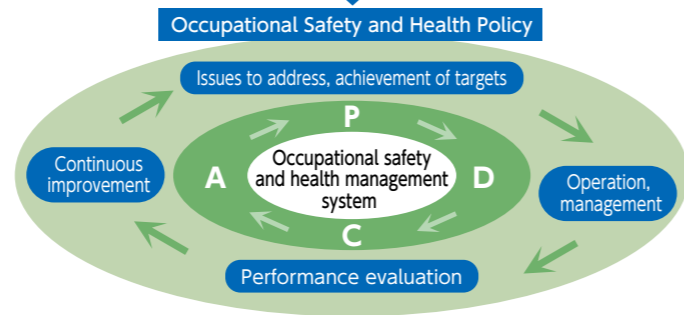 Occupational Safety and Health Policy
Issues to address, achievement of targets
P
Continuous
improvement
A
Occupational safety
and health management
system
D
Operation,
management
C
Performance evaluation